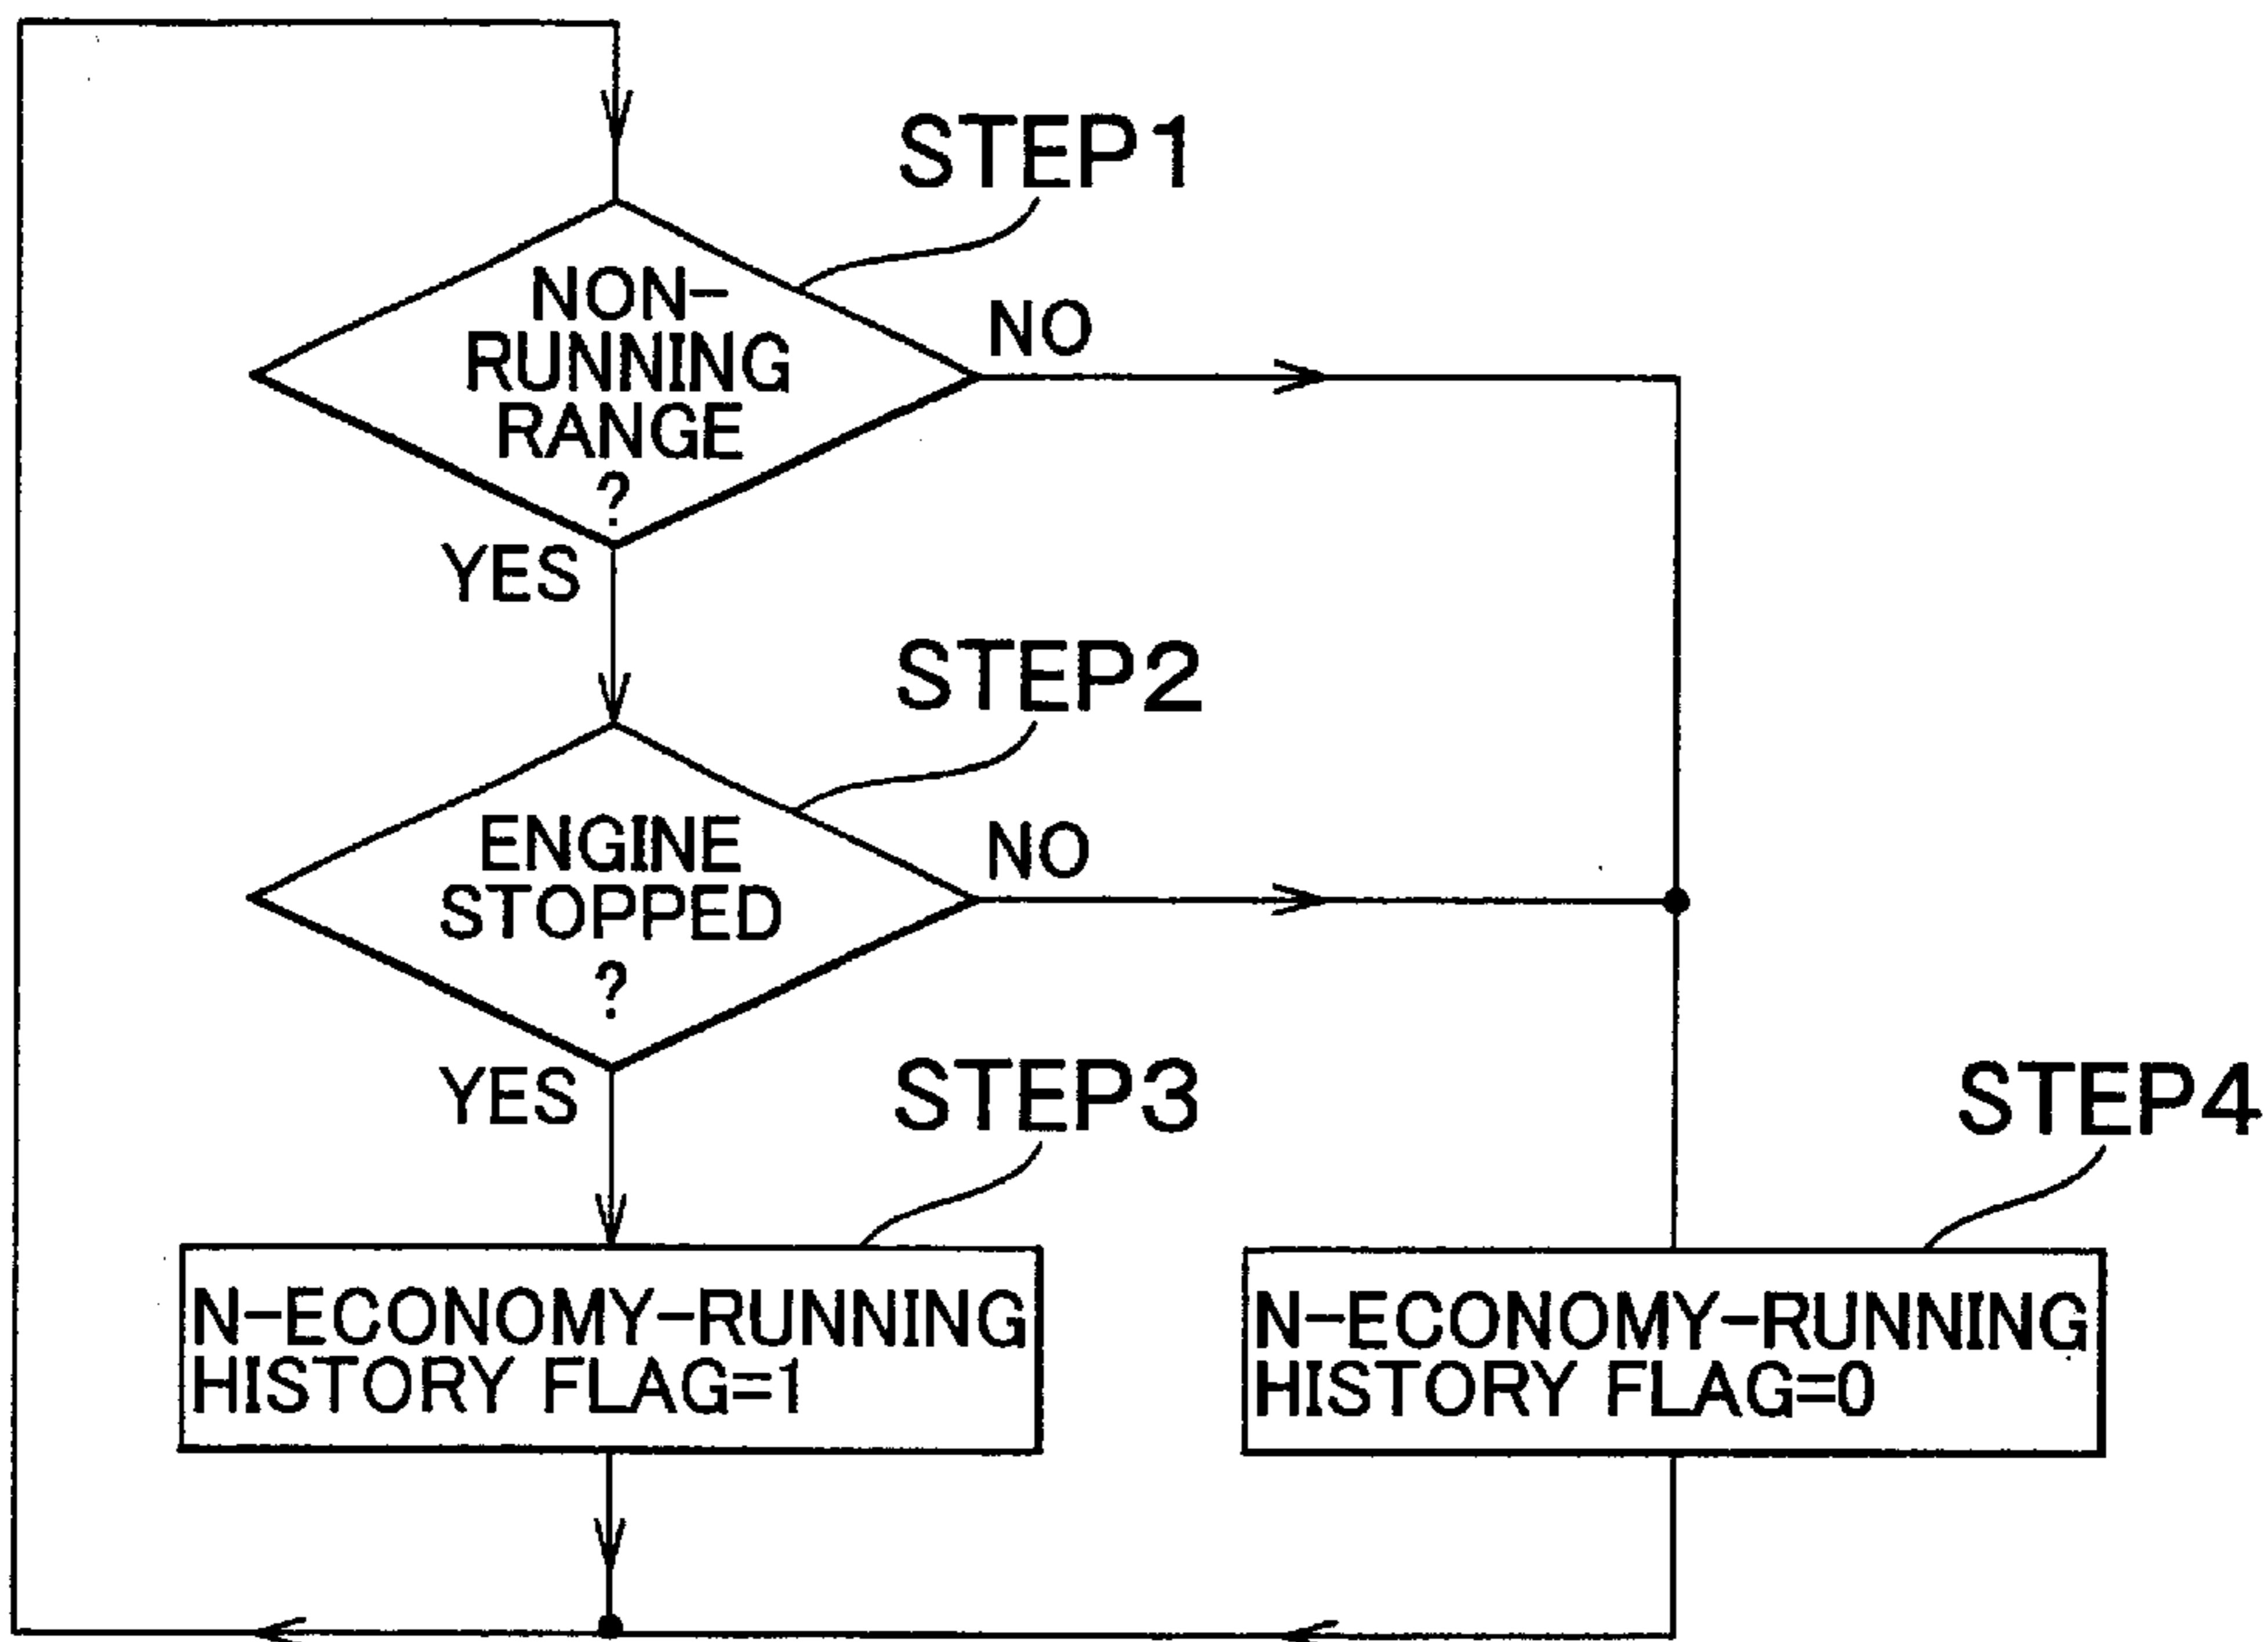 STEP1
NON-
RUNNING
RANGE
?
NO
YES
STEP2
ENGINE
STOPPED
?
NO
YES
STEP3
N-ECONOMY-RUNNING
HISTORY FLAG=1
STEP4
N-ECONOMY-RUNNING
HISTORY FLAG=0